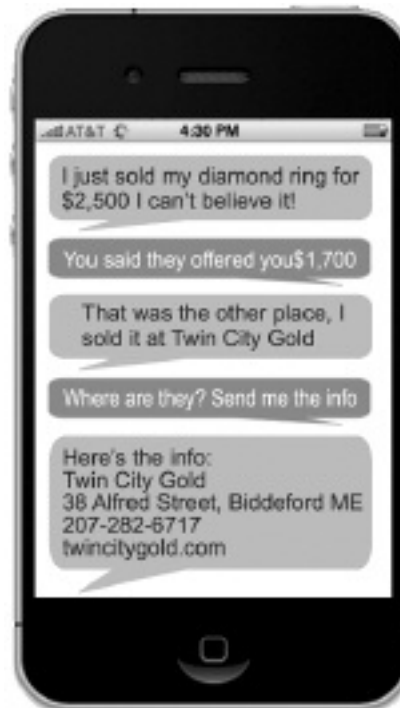 AT&T 4:30 PM
I just sold my diamond ring for
$2,500 I can't believe it!
You said they offered you$1,700
That was the other place, I
sold it at Twin City Gold
Where are they? Send me the info
Here's the info:
Twin City Gold
38 Alfred Street, Biddeford ME
207-282-6717
twincitygold.com